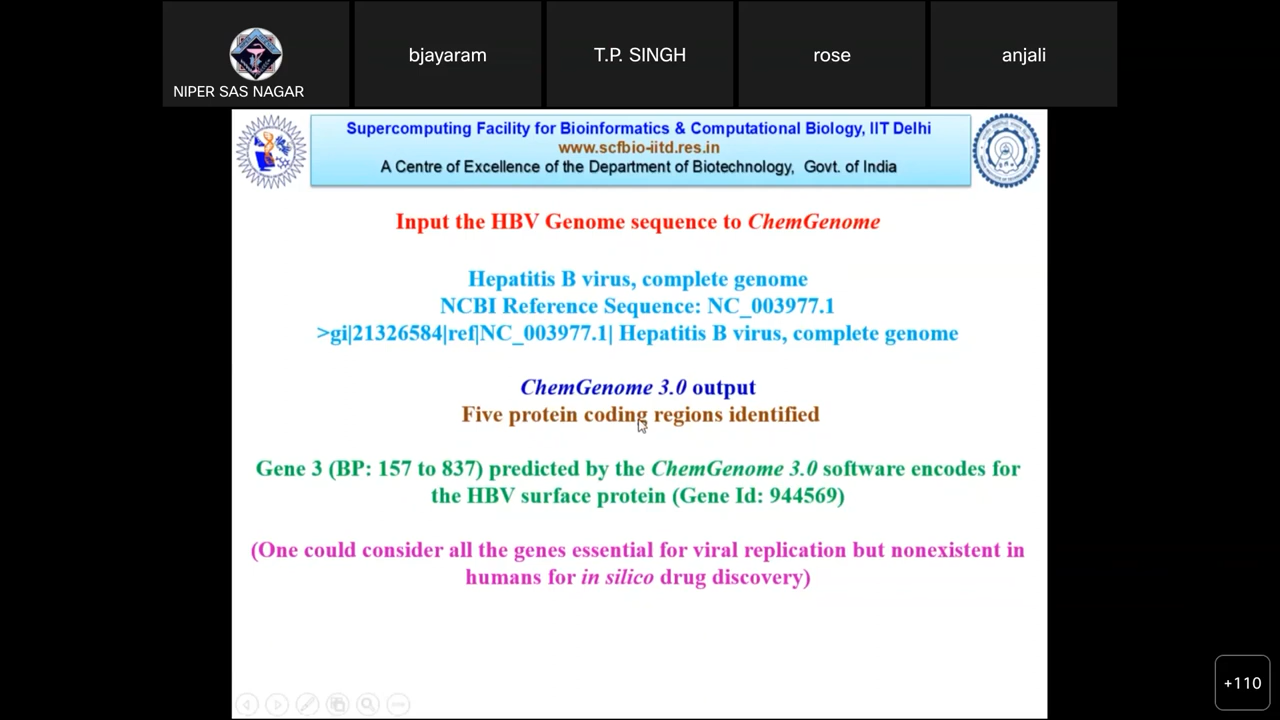 NIPER SAS NAGAR
bjayaram
T.P. SINGH
rose
anjali
Supercomputing Facility for Bioinformatics & Computational Biology, IIT Delhi
www.scfbio-iitd.res.in
A Centre of Excellence of the Department of Biotechnology, Govt. of India
Input the HBV Genome sequence to ChemGenome
Hepatitis B virus, complete genome
NCBI Reference Sequence: NC_003977.1
>gi|21326584|ref|NC_003977.1| Hepatitis B virus, complete genome
ChemGenome 3.0 output
Five protein coding regions identified
Gene 3 (BP: 157 to 837) predicted by the ChemGenome 3.0 software encodes for
the HBV surface protein (Gene Id: 944569)
(One could consider all the genes essential for viral replication but nonexistent in
humans for in silico drug discovery)
+110